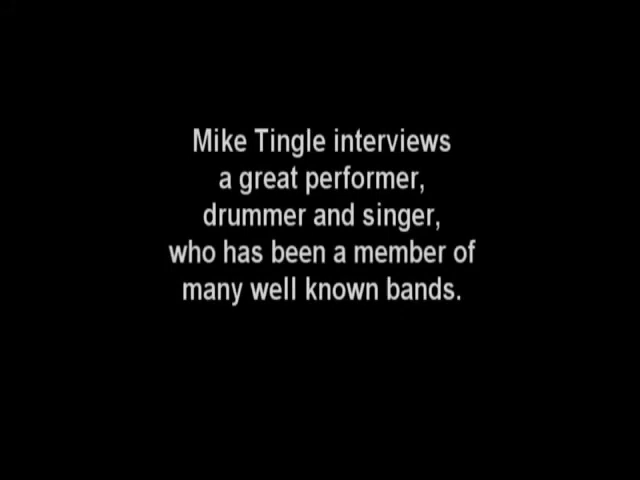 Mike Tingle interviews
a great performer,
drummer and singer,
who has been a member of
many well known bands.